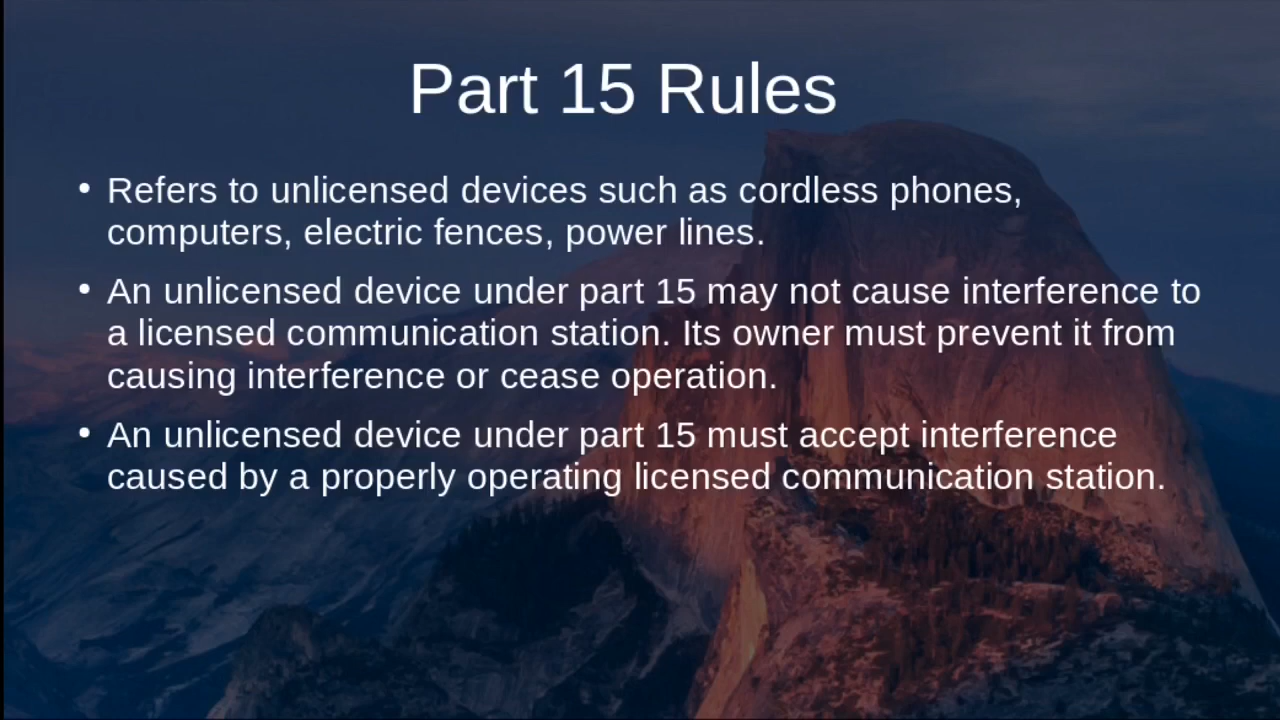 Part 15 Rules
• Refers to unlicensed devices such as cordless phones,
computers, electric fences, power lines.
• An unlicensed device under part 15 may not cause interference to
a licensed communication station. Its owner must prevent it from
causing interference or cease operation.
• An unlicensed device under part 15 must accept interference
caused by a properly operating licensed communication station.